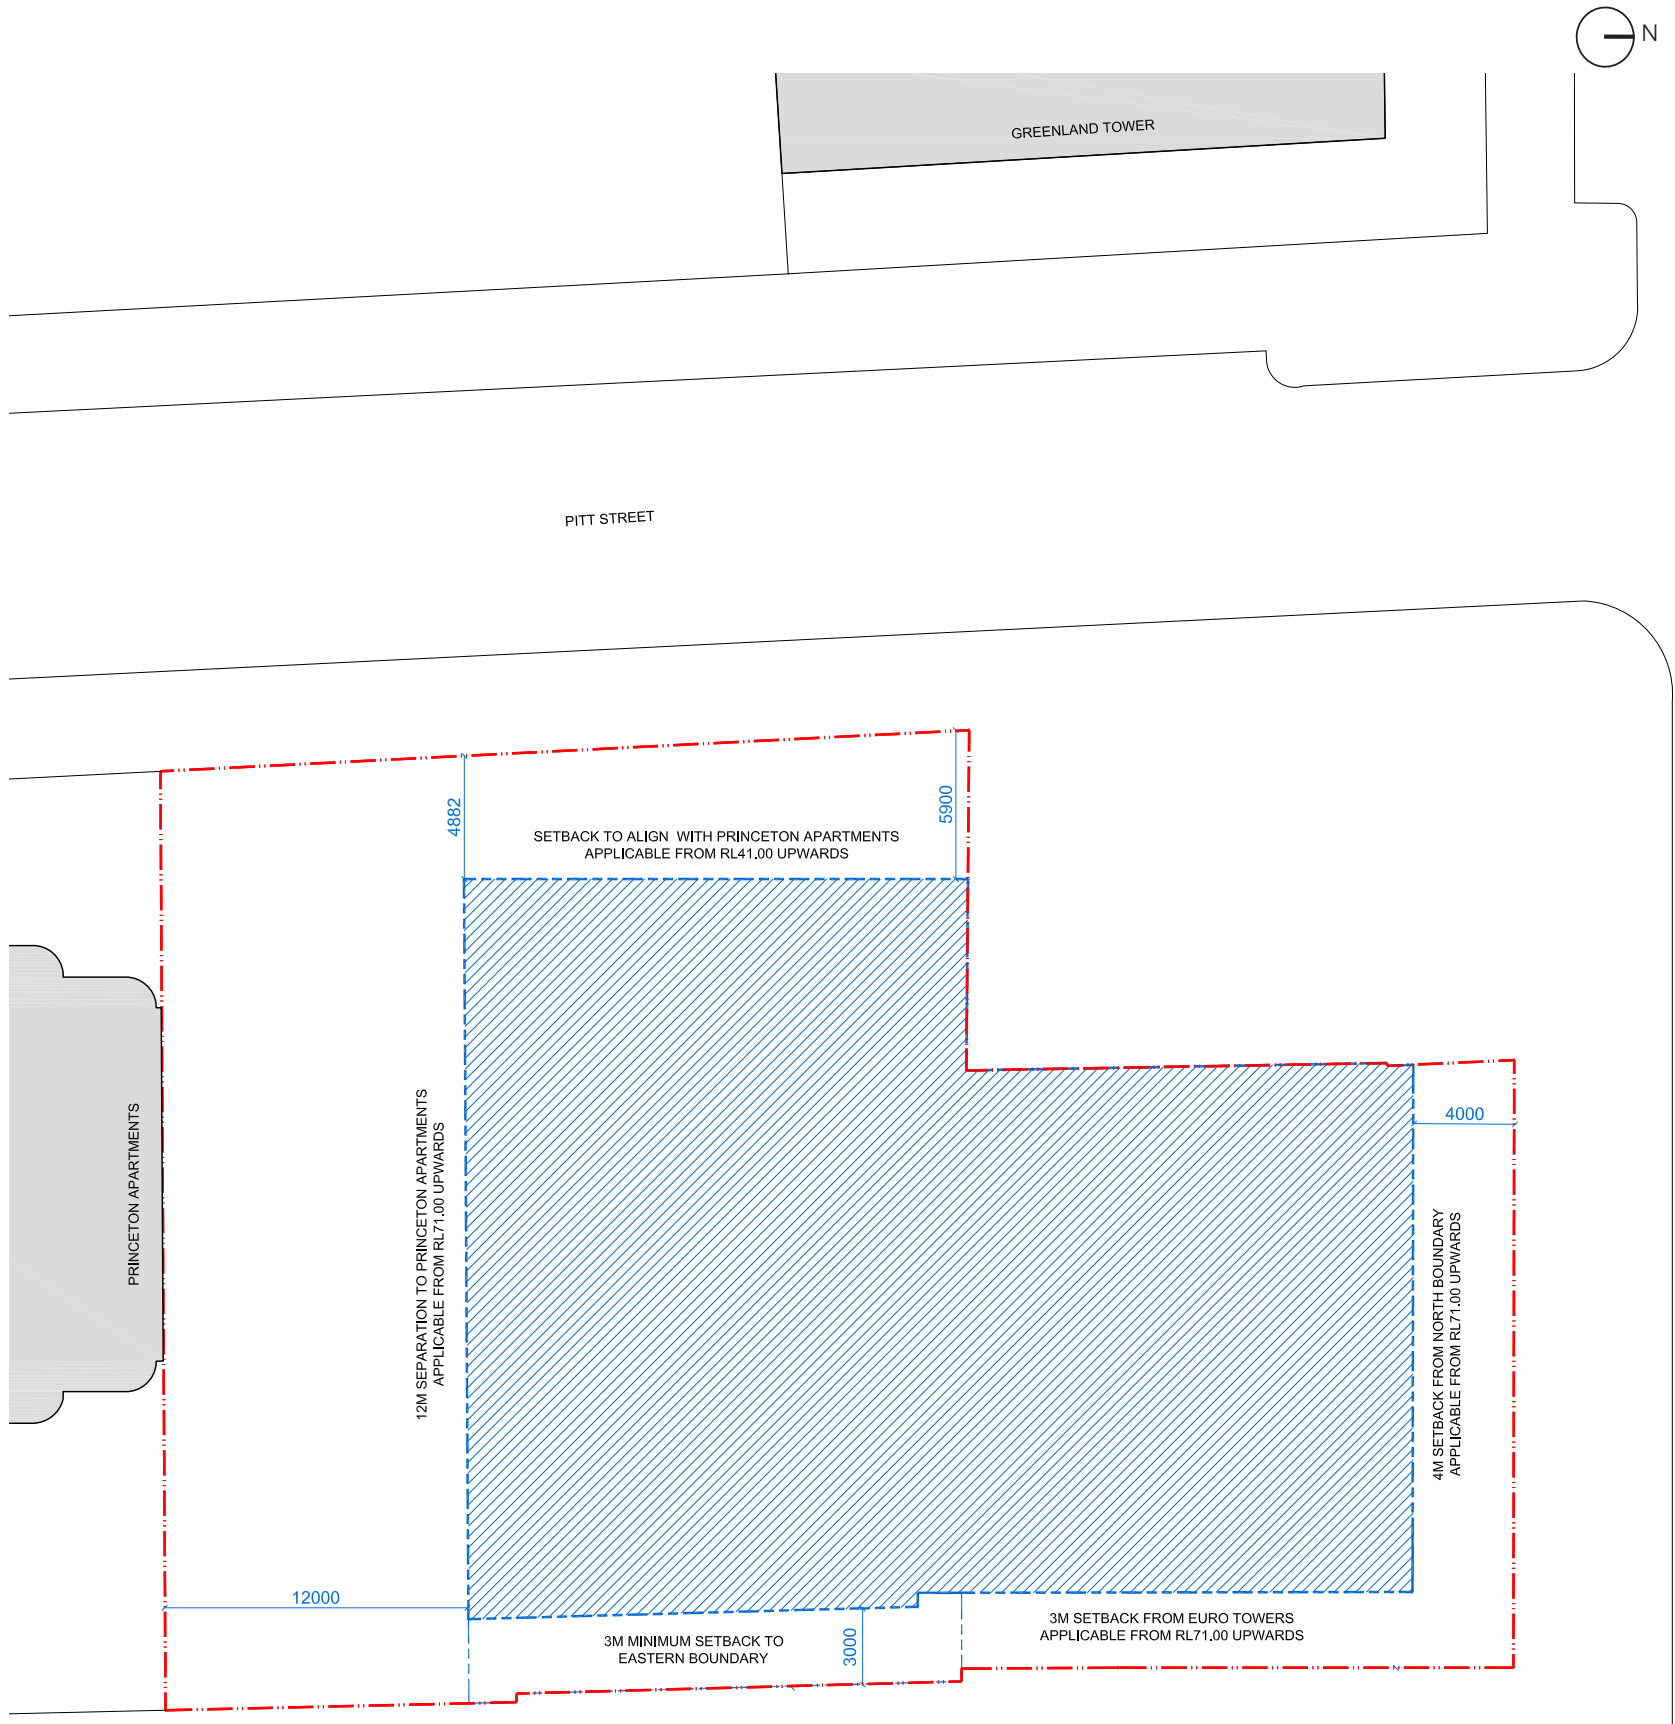 N
GREENLAND TOWER
PITT STREET
4882
5900
SETBACK TO ALIGN WITH PRINCETON APARTMENTS
APPLICABLE FROM RL41.00 UPWARDS
PRINCETON APARTMENTS
12M SEPARATION TO PRINCETON APARTMENTS
APPLICABLE FROM RL71.00 UPWARDS
4000
4M SETBACK FROM NORTH BOUNDARY
APPLICABLE FROM RL71.00 UPWARDS
12000
3M MINIMUM SETBACK TO
EASTERN BOUNDARY
3000
3M SETBACK FROM EURO TOWERS
APPLICABLE FROM RL71.00 UPWARDS